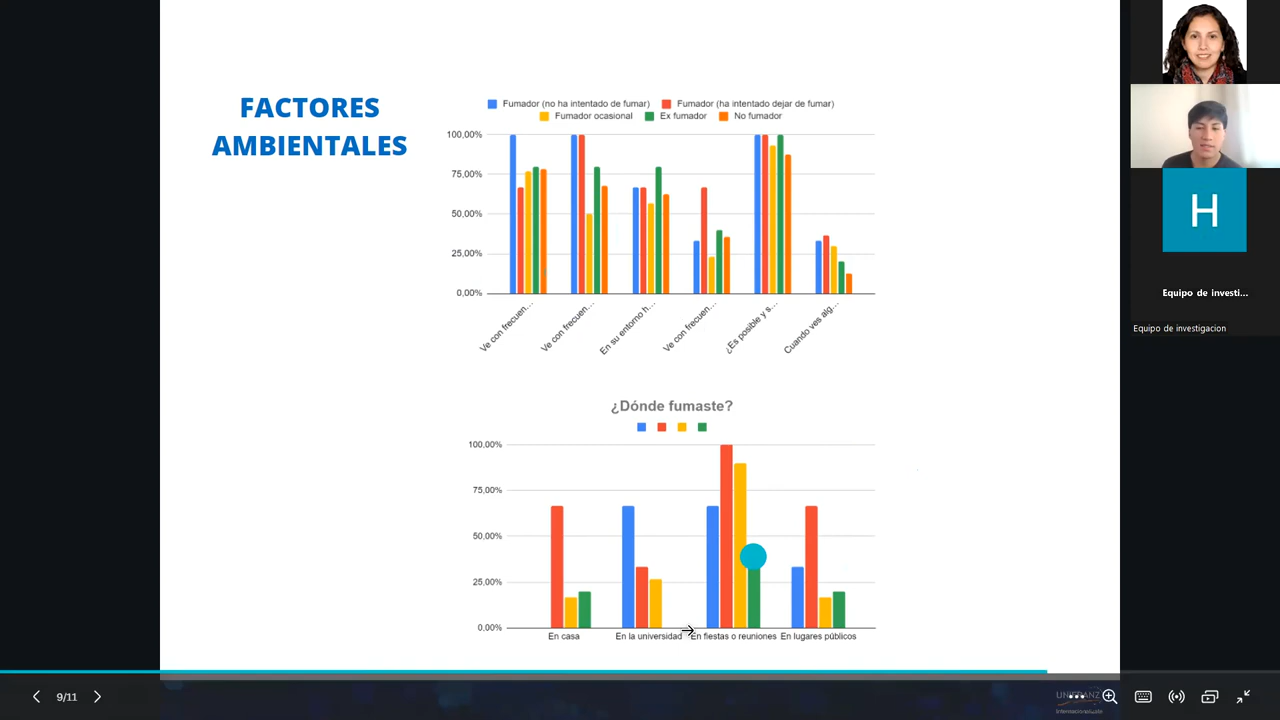 FACTORES
AMBIENTALES
Fumador (no ha intentado de fumar)
Fumador (ha intentado dejar de fumar)
Fumador ocasional
Ex fumador
No fumador
100,00%
75,00%
50,00%
25,00%
0,00%
Ve con frecuen...
Ve con frecuen...
En su entorno h...
Ve con frecuen...
¿Es posible y s...
Cuando ves alg...
¿Dónde fumaste?
100,00%
75,00%
50,00%
25,00%
0,00%
En casa
En la universidad
En fiestas o reuniones
En lugares públicos
H
Equipo de investi...
Equipo de investigacion
9/11